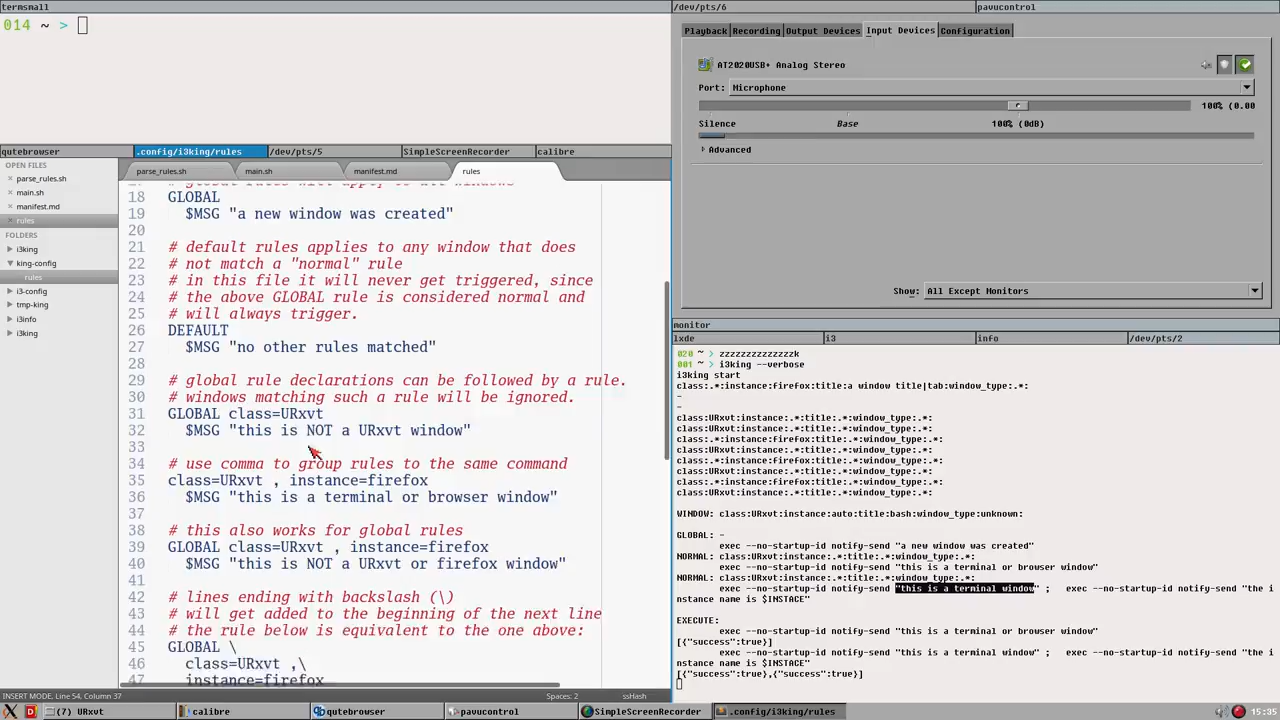 termsmall
014 ~ >
qutebrowser
.config/i3king/rules
/dev/pts/5
SimpleScreenRecorder
calibre
OPEN FILES
parse_rules.sh
main.sh
manifest.md
rules
FOLDERS
i3king
king-config
rules
i3-config
tmp-king
i3info
i3king
parse_rules.sh
main.sh
manifest.md
rules
18 GLOBAL
19 $MSG "a new window was created"
20
21 # default rules applies to any window that does
22 # not match a "normal" rule
23 # in this file it will never get triggered, since
24 # the above GLOBAL rule is considered normal and
25 # will always trigger.
26 DEFAULT
27 $MSG "no other rules matched"
28
29 # global rule declarations can be followed by a rule.
30 # windows matching such a rule will be ignored.
31 GLOBAL class=URxvt
32 $MSG "this is NOT a URxvt window"
33
34 # use comma to group rules to the same command
35 class=URxvt , instance=firefox
36 $MSG "this is a terminal or browser window"
37
38 # this also works for global rules
39 GLOBAL class=URxvt , instance=firefox
40 $MSG "this is NOT a URxvt or firefox window"
41
42 # lines ending with backslash (\)
43 # will get added to the beginning of the next line
44 # the rule below is equivalent to the one above:
45 GLOBAL \
46 class=URxvt ,\
47 instance=firefox
INSERT MODE, Line 54, Column 37
Spaces: 2
ssHash
/dev/pts/6
pavucontrol
Playback
Recording
Output Devices
Input Devices
Configuration
AT2020USB+ Analog Stereo
Port:
Microphone
100% (0.00
Silence
Base
100% (0dB)
Advanced
Show:
All Except Monitors
monitor
lxde
i3
info
/dev/pts/2
020 ~ > zzzzzzzzzzzzzzk
001 ~ > i3king --verbose
i3king start
class:.*:instance:firefox:title:a window title|tab:window_type:.*:
-
-
class:URxvt:instance:.*:title:.*:window_type:.*:
class:URxvt:instance:.*:title:.*:window_type:.*:
class:.*:instance:firefox:title:.*:window_type:.*:
class:URxvt:instance:.*:title:.*:window_type:.*:
class:.*:instance:firefox:title:.*:window_type:.*:
class:URxvt:instance:.*:title:.*:window_type:.*:
class:.*:instance:firefox:title:.*:window_type:.*:
class:URxvt:instance:.*:title:.*:window_type:.*:
WINDOW: class:URxvt:instance:auto:title:bash:window_type:unknown:
GLOBAL: -
exec --no-startup-id notify-send "a new window was created"
NORMAL: class:URxvt:instance:.*:title:.*:window_type:.*:
exec --no-startup-id notify-send "this is a terminal or browser window"
NORMAL: class:URxvt:instance:.*:title:.*:window_type:.*:
exec --no-startup-id notify-send "this is a terminal window" ; exec --no-startup-id notify-send "the i
nstance name is $INSTACE"
EXECUTE:
exec --no-startup-id notify-send "this is a terminal or browser window"
[{"success":true}]
exec --no-startup-id notify-send "this is a terminal window" ; exec --no-startup-id notify-send "the i
nstance name is $INSTACE"
[{"success":true},{"success":true}]
(7) URxvt
calibre
qutebrowser
pavucontrol
SimpleScreenRecorder
.config/i3king/rules
15:35